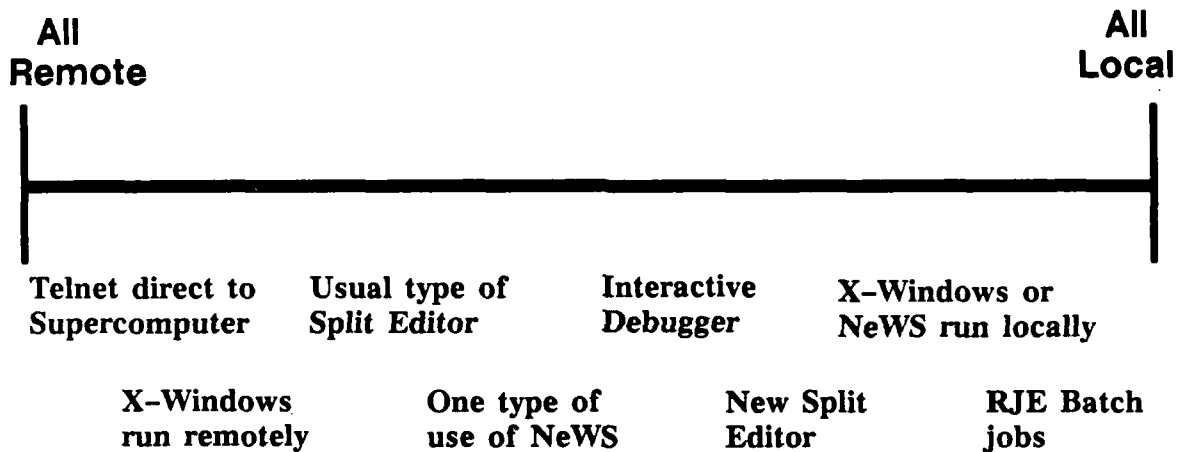 All
Remote
All
Local
Telnet direct to
Supercomputer
Usual type of
Split Editor
Interactive
Debugger
X-Windows or
NeWS run locally
X-Windows
run remotely
One type of
use of NeWS
New Split
Editor
RJE Batch
jobs